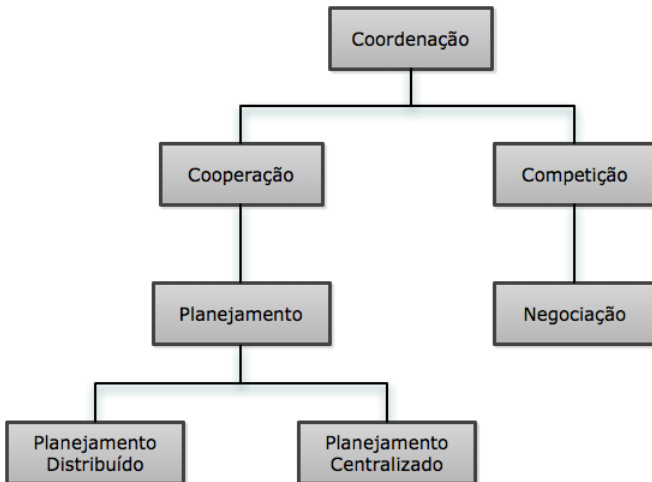 Coordenação
Cooperação
Competição
Planejamento
Negociação
Planejamento
Distribuído
Planejamento
Centralizado